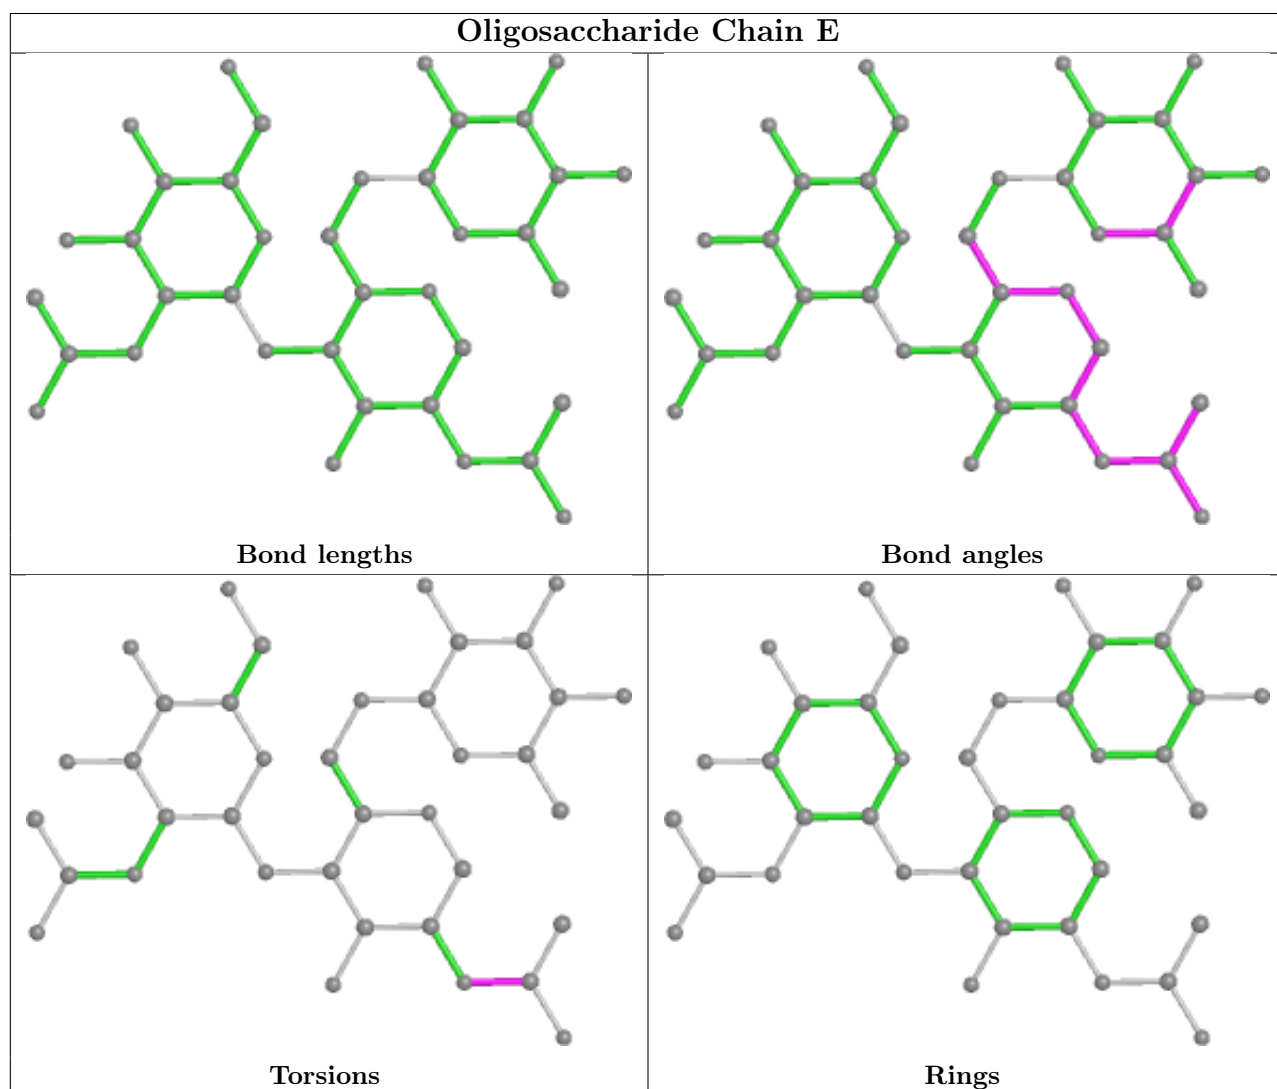 Oligosaccharide Chain E
Bond lengths
Bond angles
Torsions
Rings